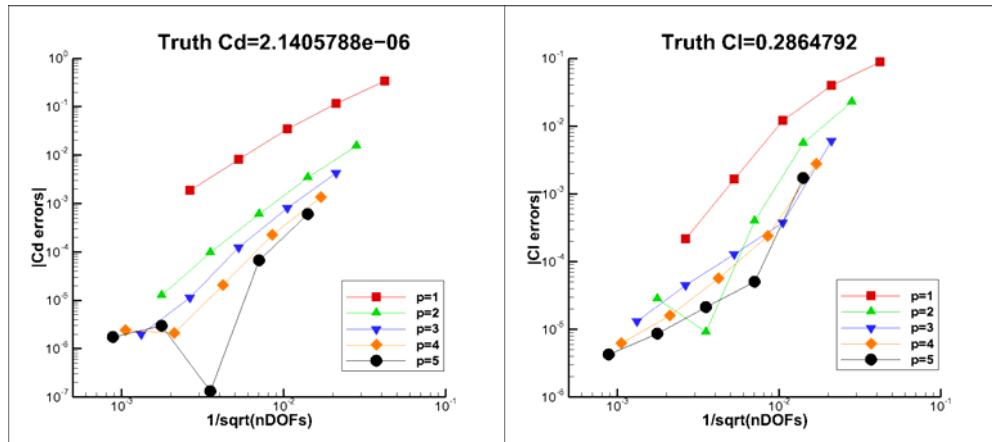 Truth Cd=2.1405788e−06
|Cd errors|
10^0
10^-1
10^-2
10^-3
10^-4
10^-5
10^-6
10^-7
p=1
p=2
p=3
p=4
p=5
10^-3
10^-2
10^-1
1/sqrt(nDOFs)
Truth Cl=0.2864792
|Cl errors|
10^-1
10^-2
10^-3
10^-4
10^-5
10^-6
p=1
p=2
p=3
p=4
p=5
10^-3
10^-2
10^-1
1/sqrt(nDOFs)